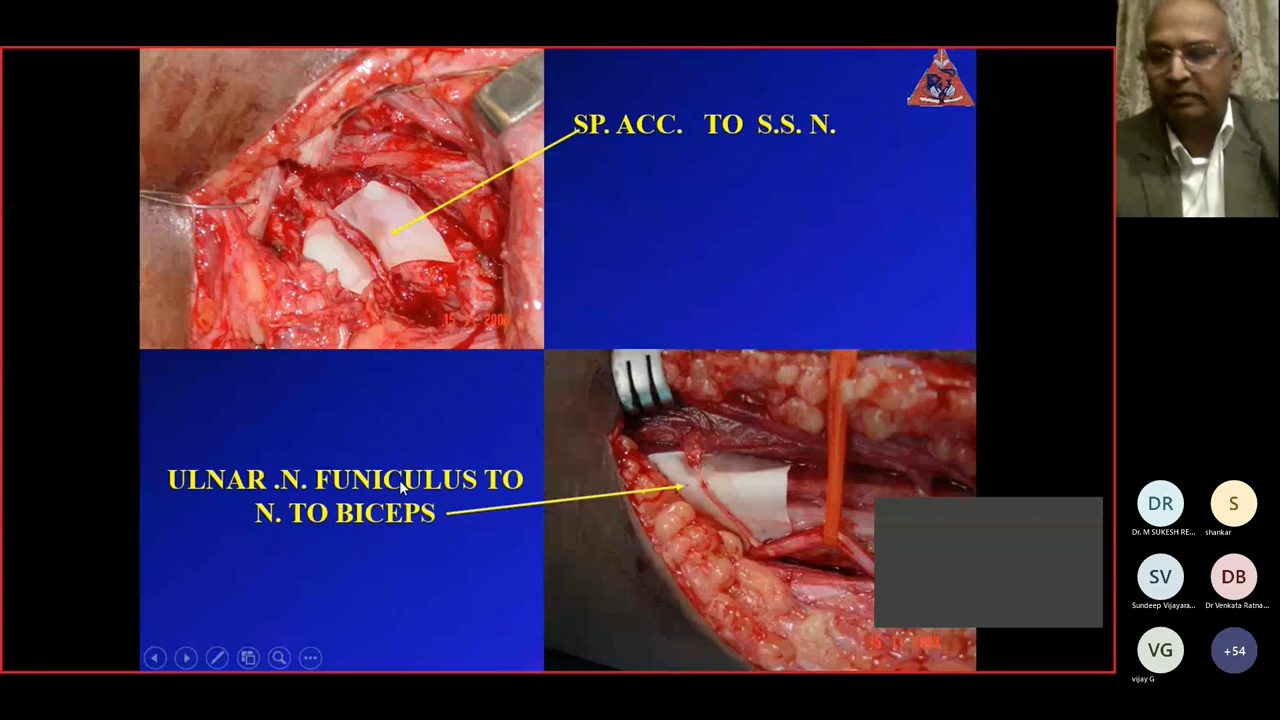 SP. ACC. TO S.S. N.
ULNAR .N. FUNICULUS TO
N. TO BICEPS
DR
S
Dr. M SUKESH RE...
shankar
SV
DB
Sundeep Vijayara...
Dr Venkata Ratna...
VG
+54
vijay G